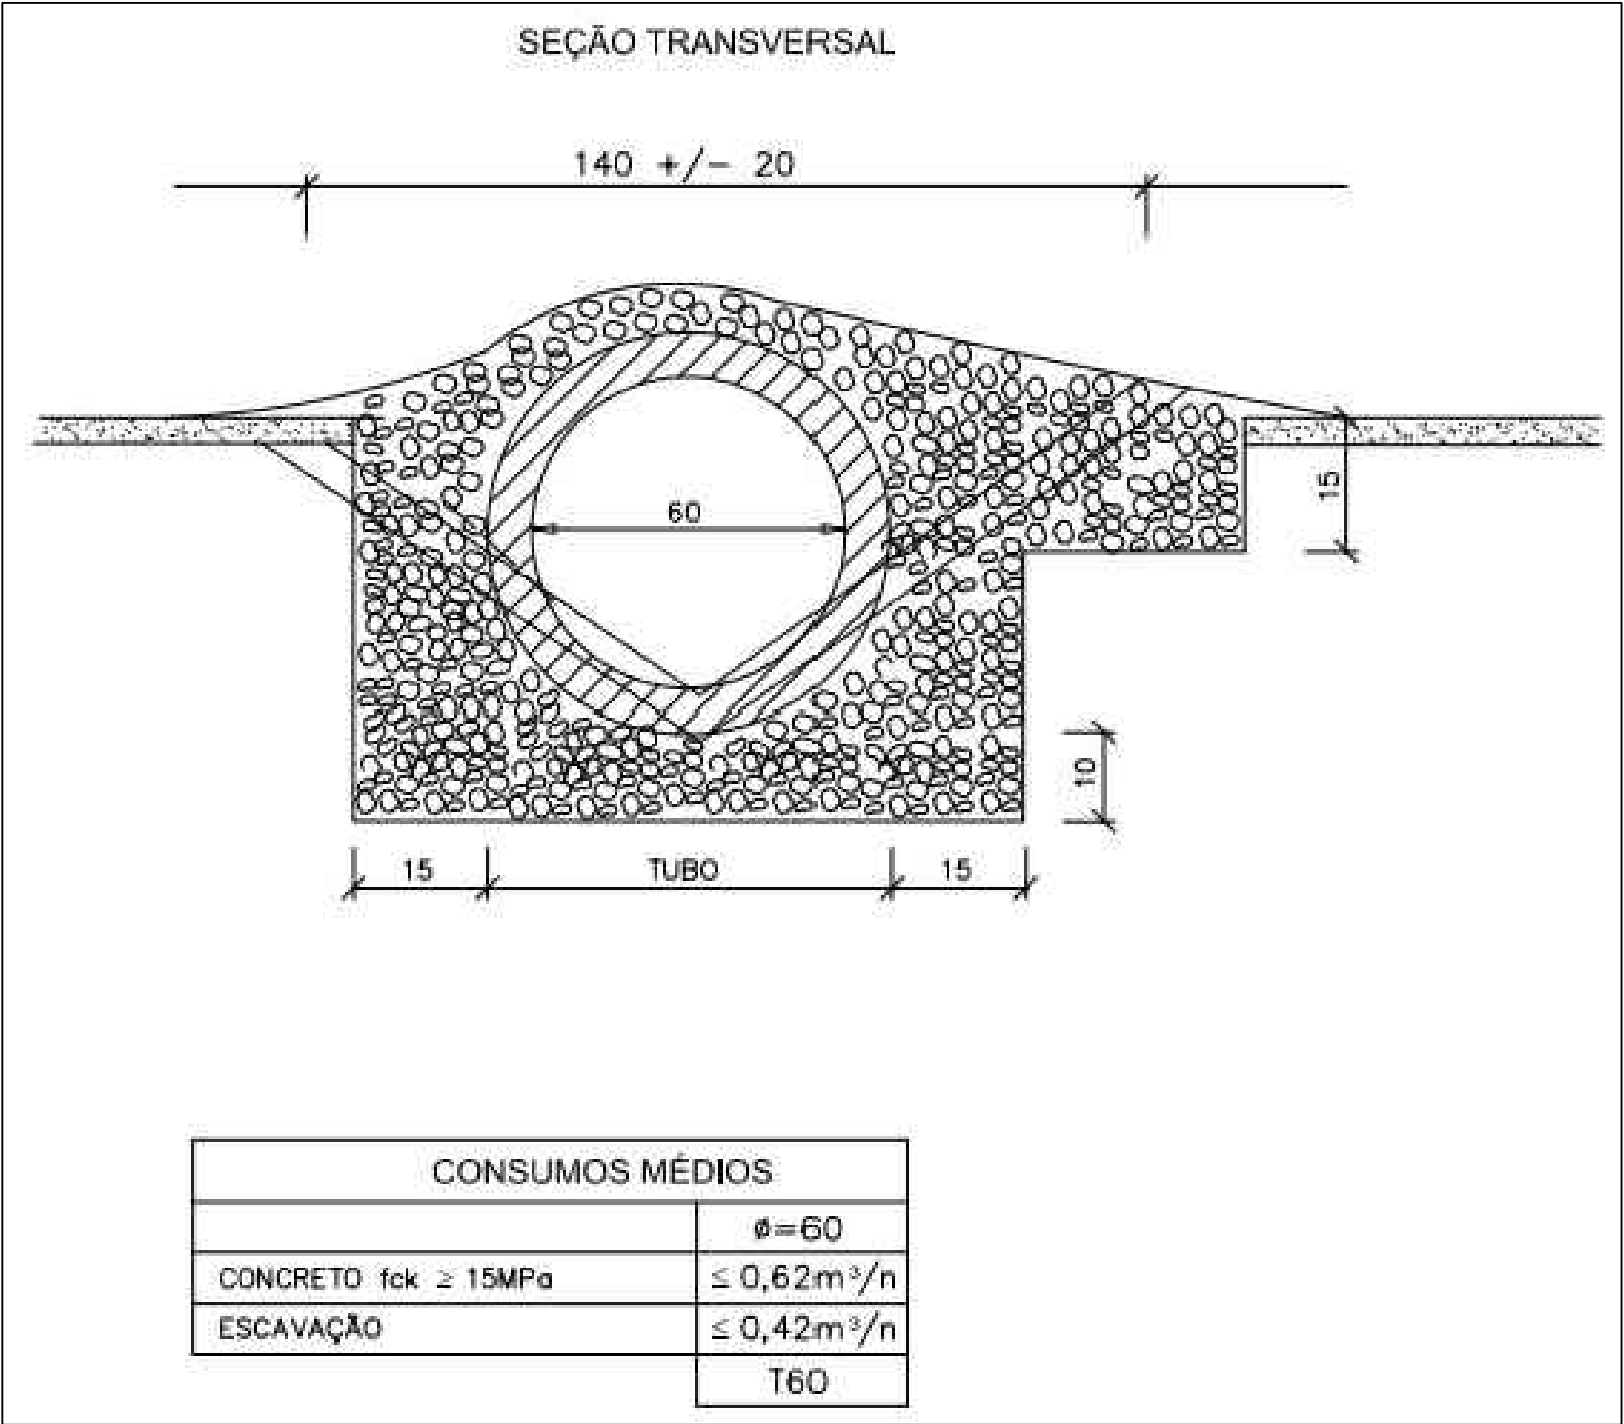 SEÇÃO TRANSVERSAL
140 +/- 20
60
15
10
15 TUBO 15
CONSUMOS MÉDIOS
ø=60
CONCRETO fck ≥ 15MPa ≤ 0,62m³/n
ESCAVAÇÃO ≤ 0,42m³/n
T60